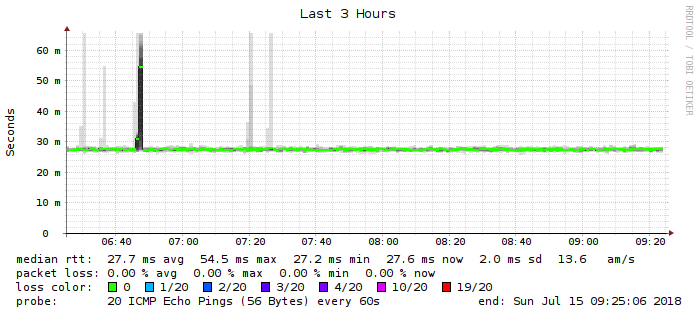 Last 3 Hours
RRDTOOL / TOBI OETIKER
Seconds
60 m
50 m
40 m
30 m
20 m
10 m
0
06:40 07:00 07:20 07:40 08:00 08:20 08:40 09:00 09:20
median rtt: 27.7 ms avg 54.5 ms max 27.2 ms min 27.6 ms now 2.0 ms sd 13.6 am/s
packet loss: 0.00 % avg 0.00 % max 0.00 % min 0.00 % now
loss color: 0 1/20 2/20 3/20 4/20 10/20 19/20
probe: 20 ICMP Echo Pings (56 Bytes) every 60s end: Sun Jul 15 09:25:06 2018